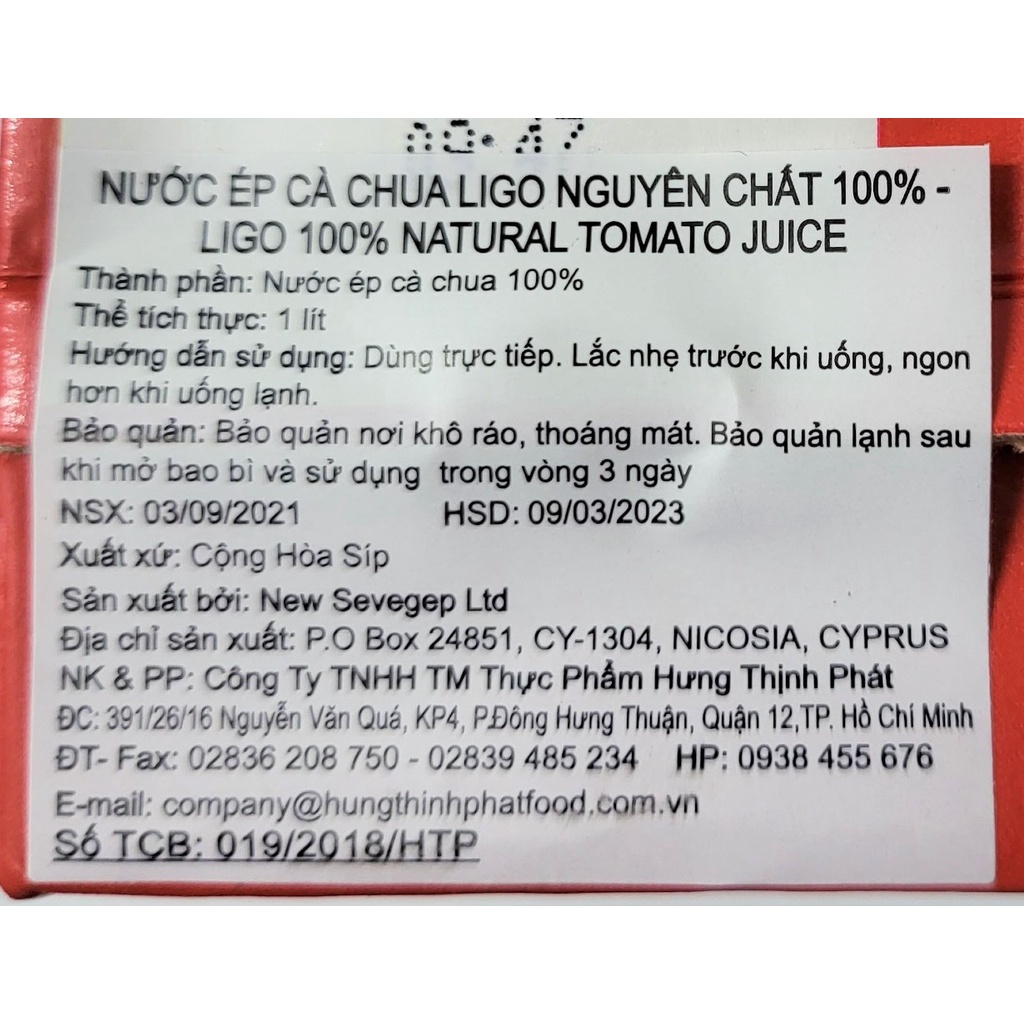 NƯỚC ÉP CÀ CHUA LIGO NGUYÊN CHẤT 100% -
LIGO 100% NATURAL TOMATO JUICE
Thành phần: Nước ép cà chua 100%
Thể tích thực: 1 lít
Hướng dẫn sử dụng: Dùng trực tiếp. Lắc nhẹ trước khi uống, ngon
hơn khi uống lạnh.
Bảo quản: Bảo quản nơi khô ráo, thoáng mát. Bảo quản lạnh sau
khi mở bao bì và sử dụng trong vòng 3 ngày
NSX: 03/09/2021 HSD: 09/03/2023
Xuất xứ: Cộng Hòa Síp
Sản xuất bởi: New Sevegep Ltd
Địa chỉ sản xuất: P.O Box 24851, CY-1304, NICOSIA, CYPRUS
NK & PP: Công Ty TNHH TM Thực Phẩm Hưng Thịnh Phát
ĐC: 391/26/16 Nguyễn Văn Quá, KP4, P.Đông Hưng Thuận, Quận 12,TP. Hồ Chí Minh
ĐT- Fax: 02836 208 750 - 02839 485 234 HP: 0938 455 676
E-mail: company@hungthinhphatfood.com.vn
Số TCB: 019/2018/HTP